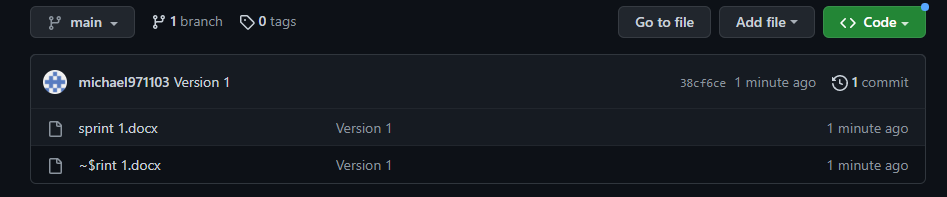 main 1 branch 0 tags Go to file Add file Code
michael971103 Version 1 38cf6ce 1 minute ago 1 commit
sprint 1.docx Version 1 1 minute ago
~$rint 1.docx Version 1 1 minute ago